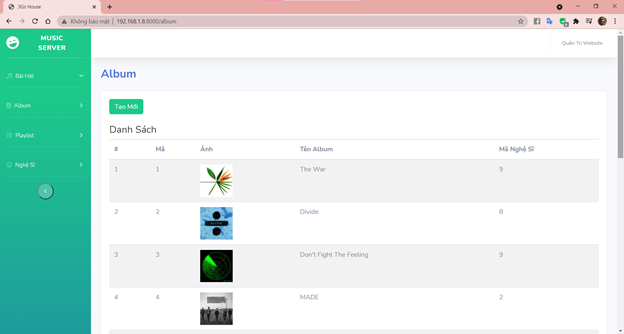 3Gs House
Không bảo mật | 192.168.1.8:8000/album
MUSIC
SERVER
Quản Trị Website
Bài Hát
Album
Playlist
Nghệ Sĩ
Album
Tạo Mới
Danh Sách
# Mã Ảnh Tên Album Mã Nghệ Sĩ
1 1 The War 9
2 2 Divide 8
3 3 Don't Fight The Feeling 9
4 4 MADE 2